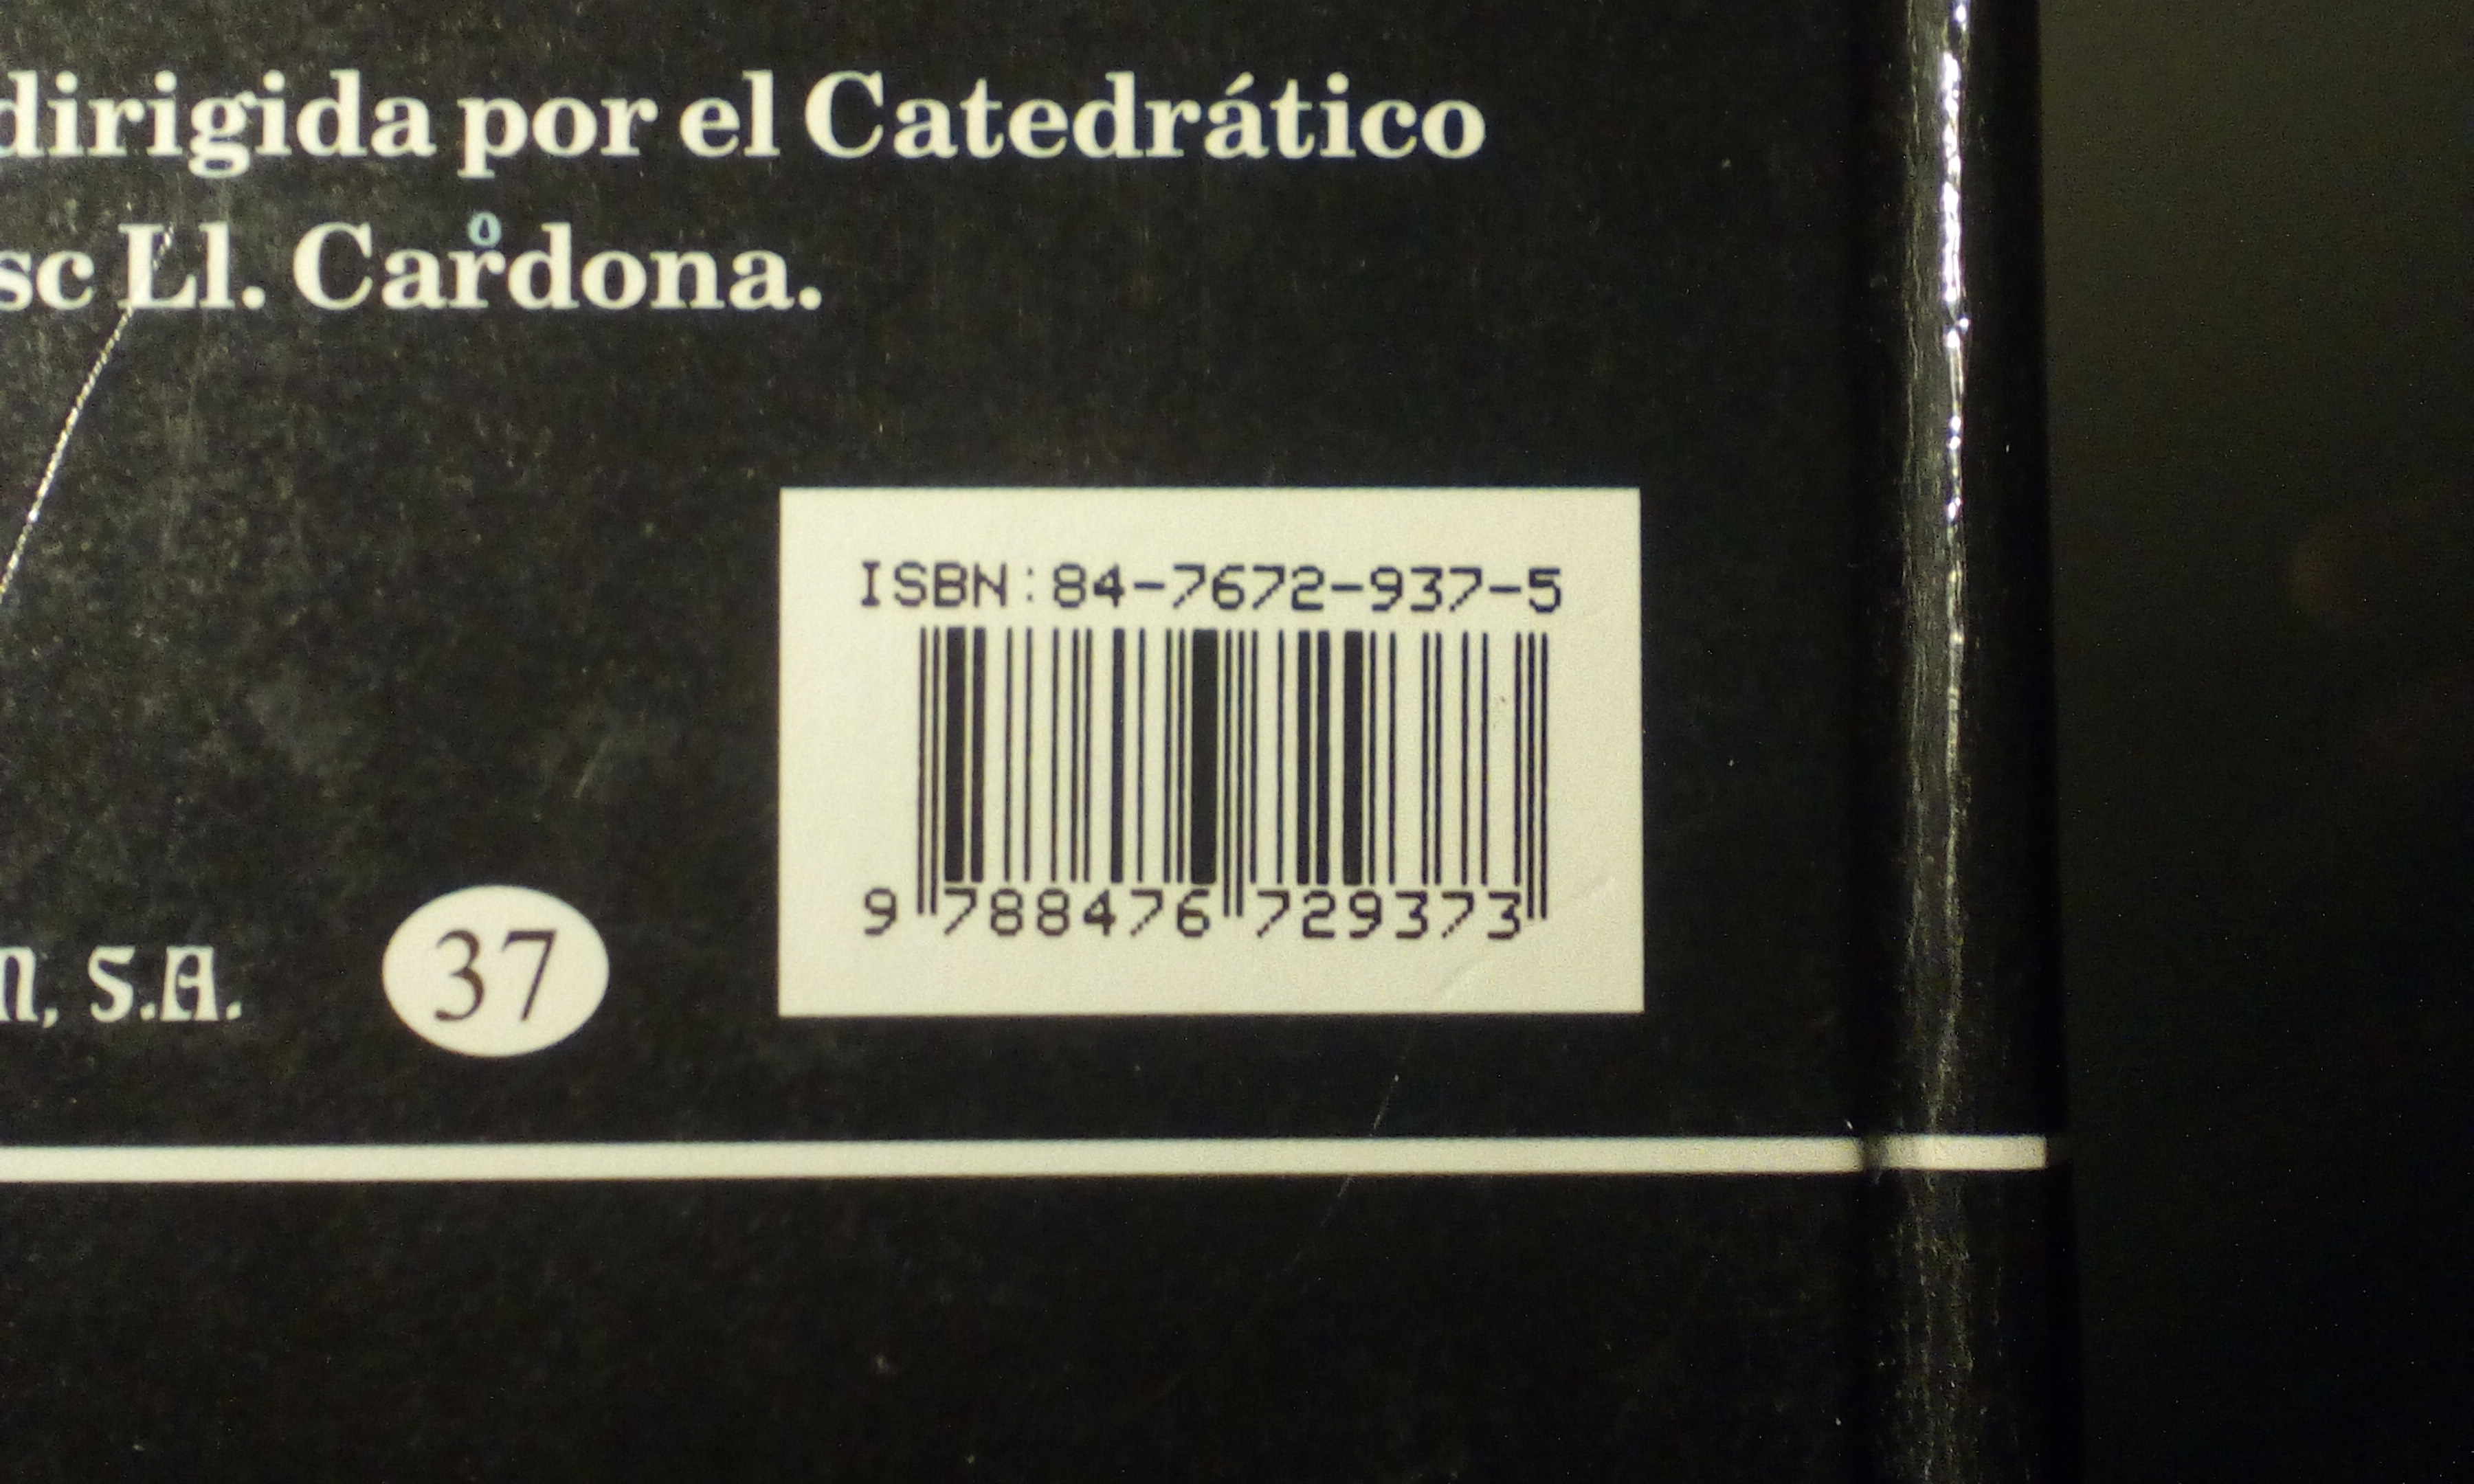 dirigida por el Catedrático
sc Ll. Cardona.
ISBN:84-7672-937-5
9 788476 729373
S.A.
37